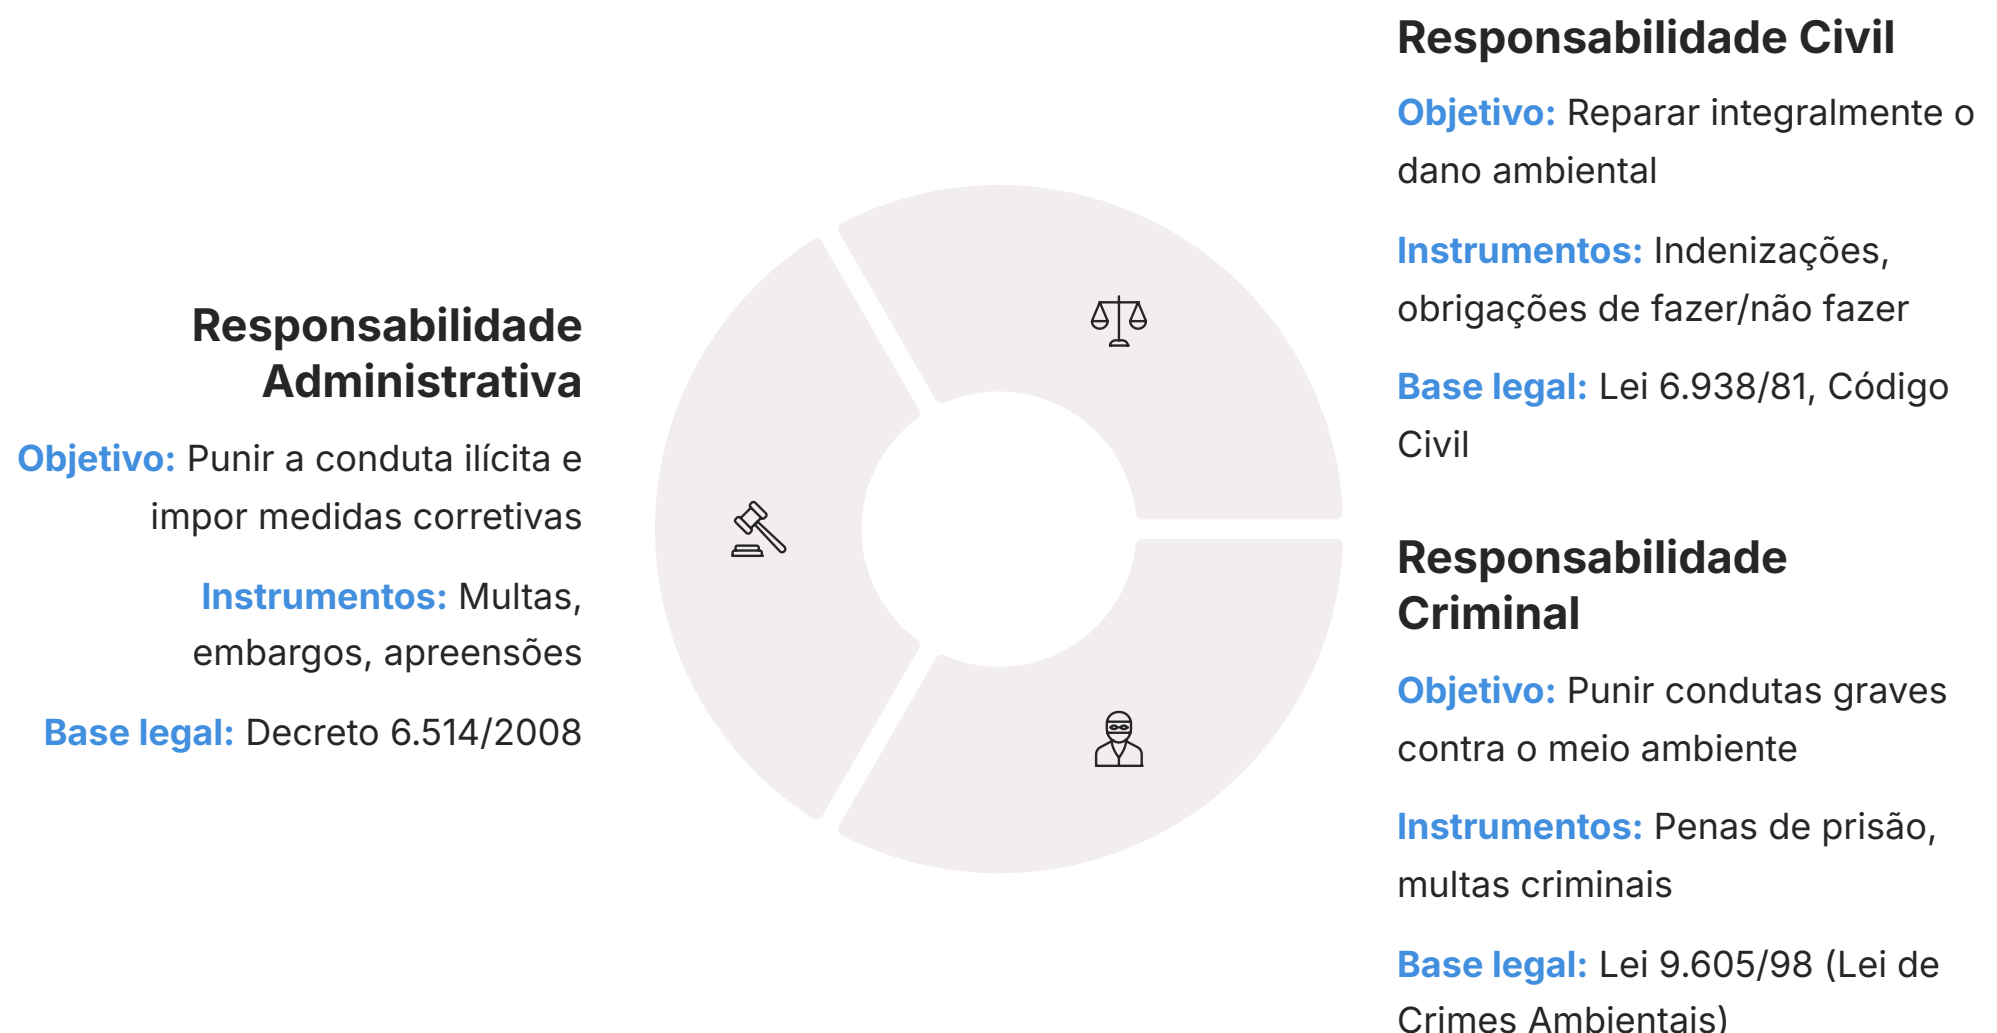 Responsabilidade Civil
Objetivo: Reparar integralmente o
dano ambiental
Instrumentos: Indenizações,
obrigações de fazer/não fazer
Base legal: Lei 6.938/81, Código
Civil
Responsabilidade
Criminal
Objetivo: Punir condutas graves
contra o meio ambiente
Instrumentos: Penas de prisão,
multas criminais
Base legal: Lei 9.605/98 (Lei de
Crimes Ambientais)
Responsabilidade
Administrativa
Objetivo: Punir a conduta ilícita e
impor medidas corretivas
Instrumentos: Multas,
embargos, apreensões
Base legal: Decreto 6.514/2008